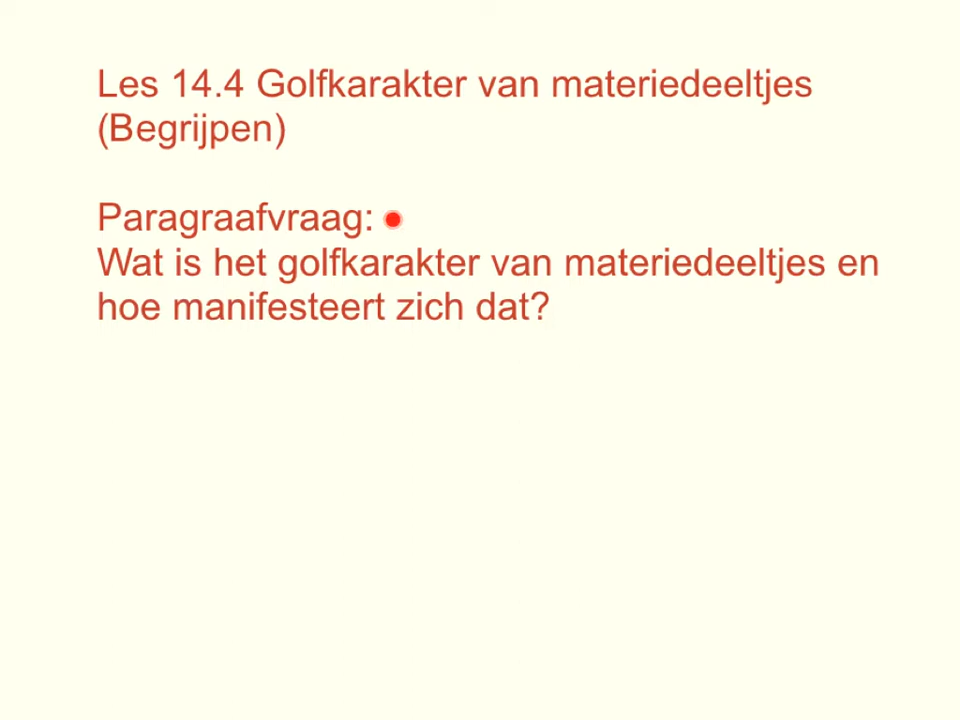 Les 14.4 Golfkarakter van materiedeeltjes
(Begrijpen)
Paragraafvraag:
Wat is het golfkarakter van materiedeeltjes en
hoe manifesteert zich dat?